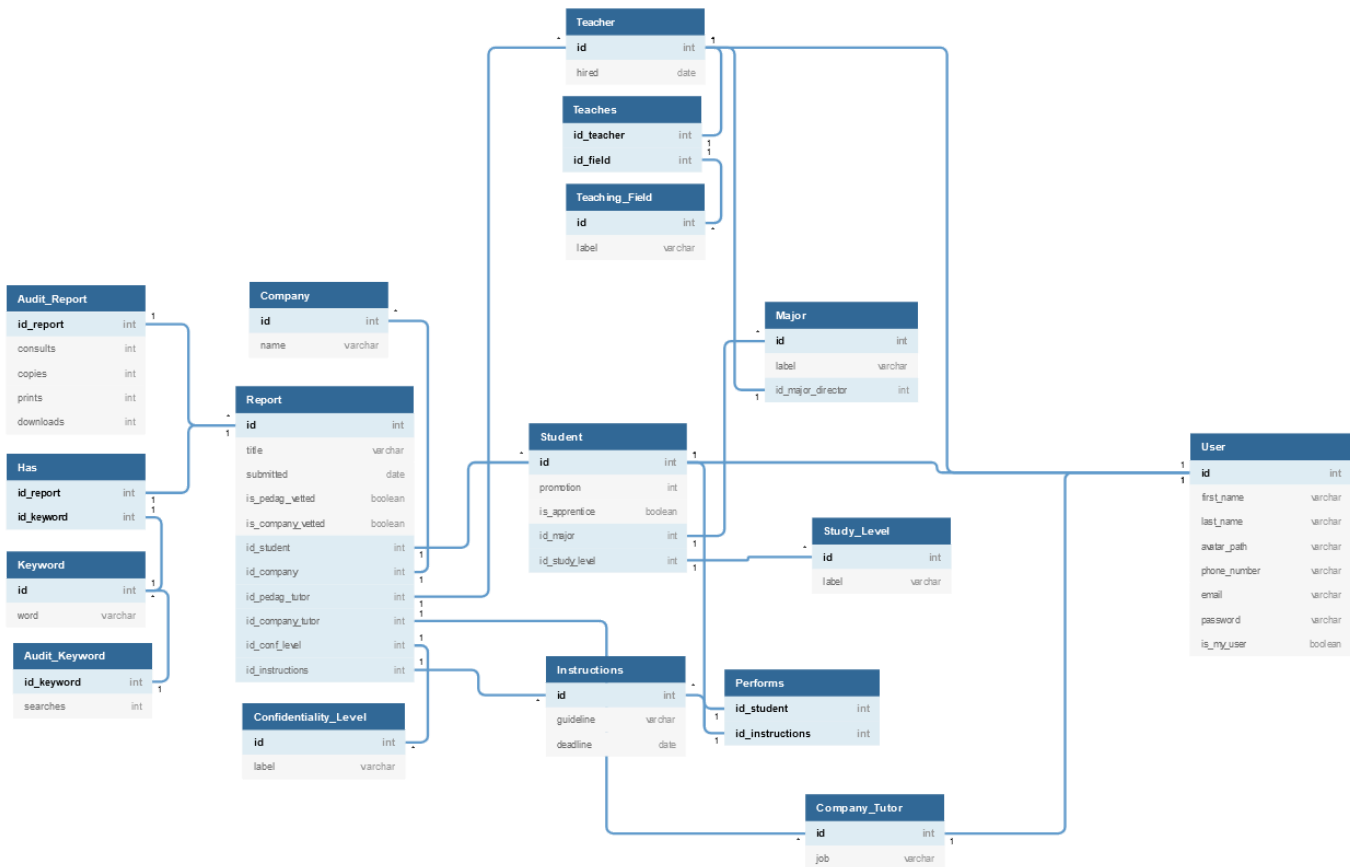 Teacher
id int
hired date
Teaches
id_teacher int
id_field int
Teaching_Field
id int
label varchar
Audit_Report
id_report int
consults int
copies int
prints int
downloads int
Company
id int
name varchar
Major
id int
label varchar
id_major_director int
Report
id int
title varchar
submitted date
is_pedag_vetted boolean
is_company_vetted boolean
id_student int
id_company int
id_pedag_tutor int
id_company_tutor int
id_conf_level int
id_instructions int
Student
id int
promotion int
is_apprentice boolean
id_major int
id_study_level int
User
id int
first_name varchar
last_name varchar
avatar_path varchar
phone_number varchar
email varchar
password varchar
is_my_user boolean
Has
id_report int
id_keyword int
Study_Level
id int
label varchar
Keyword
id int
word varchar
Audit_Keyword
id_keyword int
searches int
Instructions
id int
guideline varchar
deadline date
Performs
id_student int
id_instructions int
Confidentiality_Level
id int
label varchar
Company_Tutor
id int
job varchar